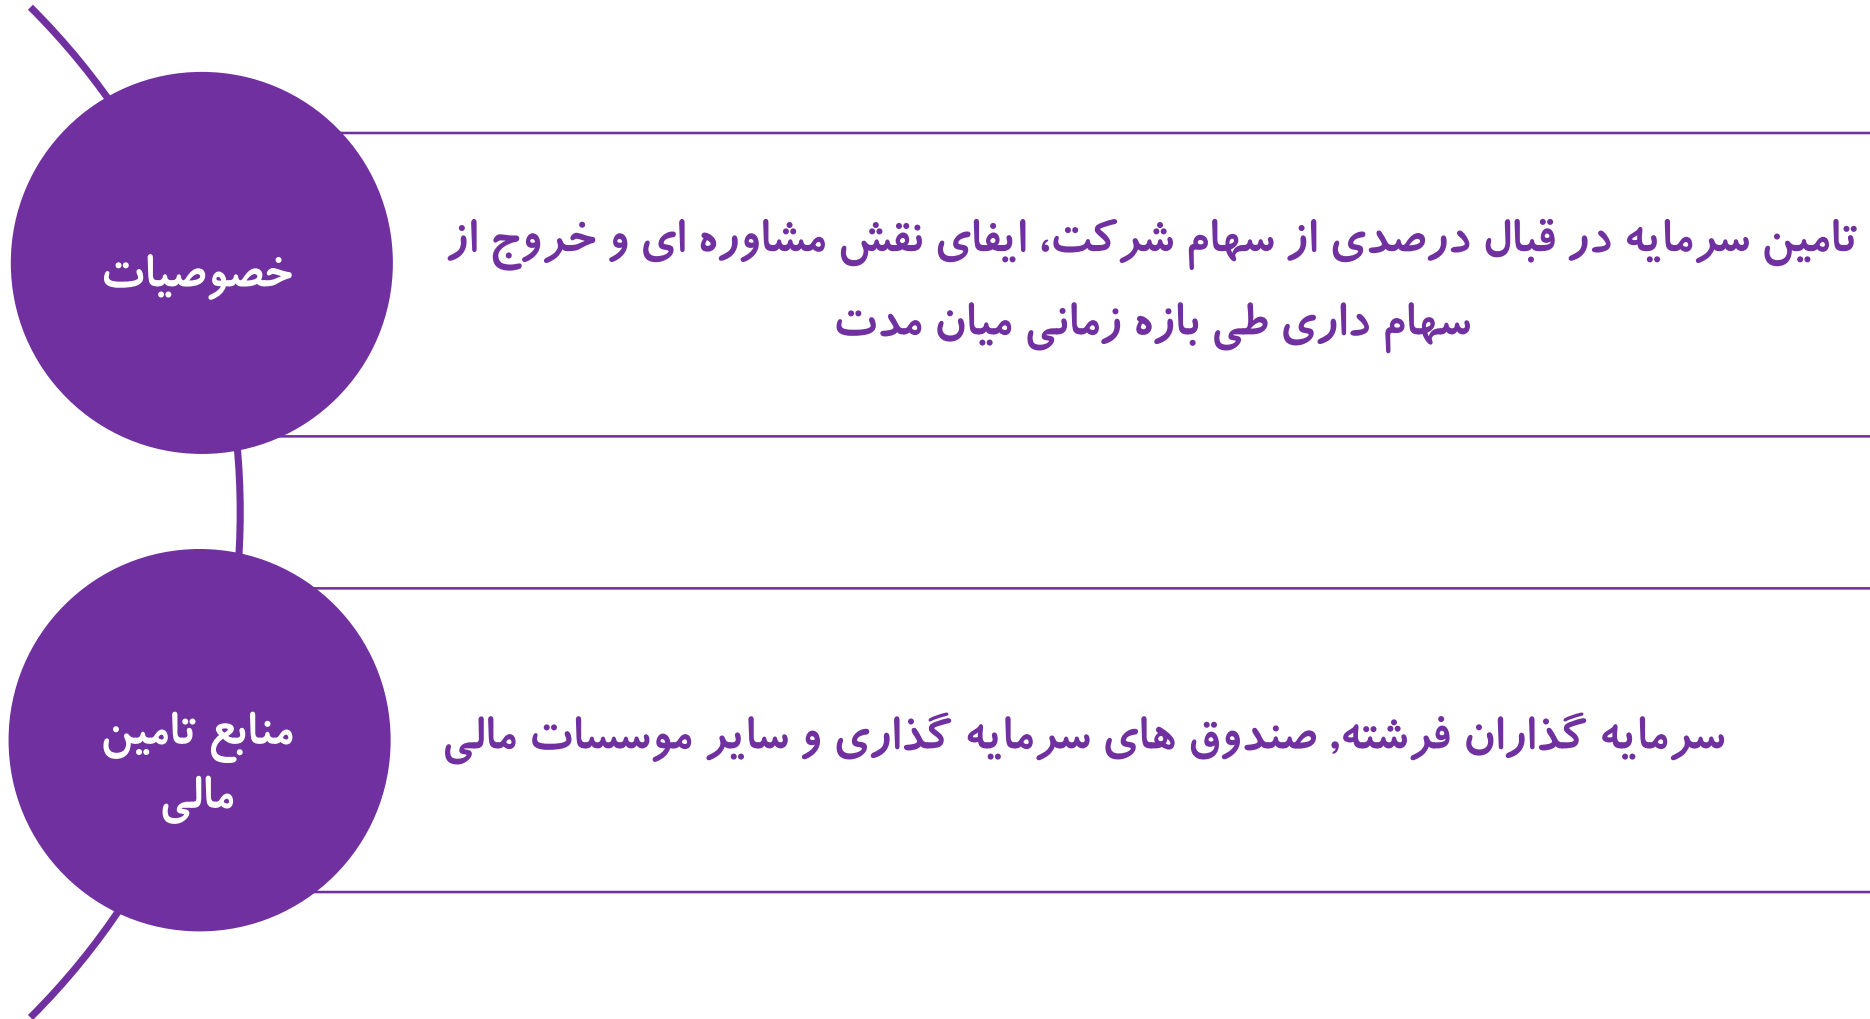 خصوصیات
تامین سرمایه در قبال درصدی از سهام شرکت، ایفای نقش مشاوره ای و خروج از
سهام داری طی بازه زمانی میان مدت
منابع تامین
مالی
سرمایه گذاران فرشته, صندوق های سرمایه گذاری و سایر موسسات مالی